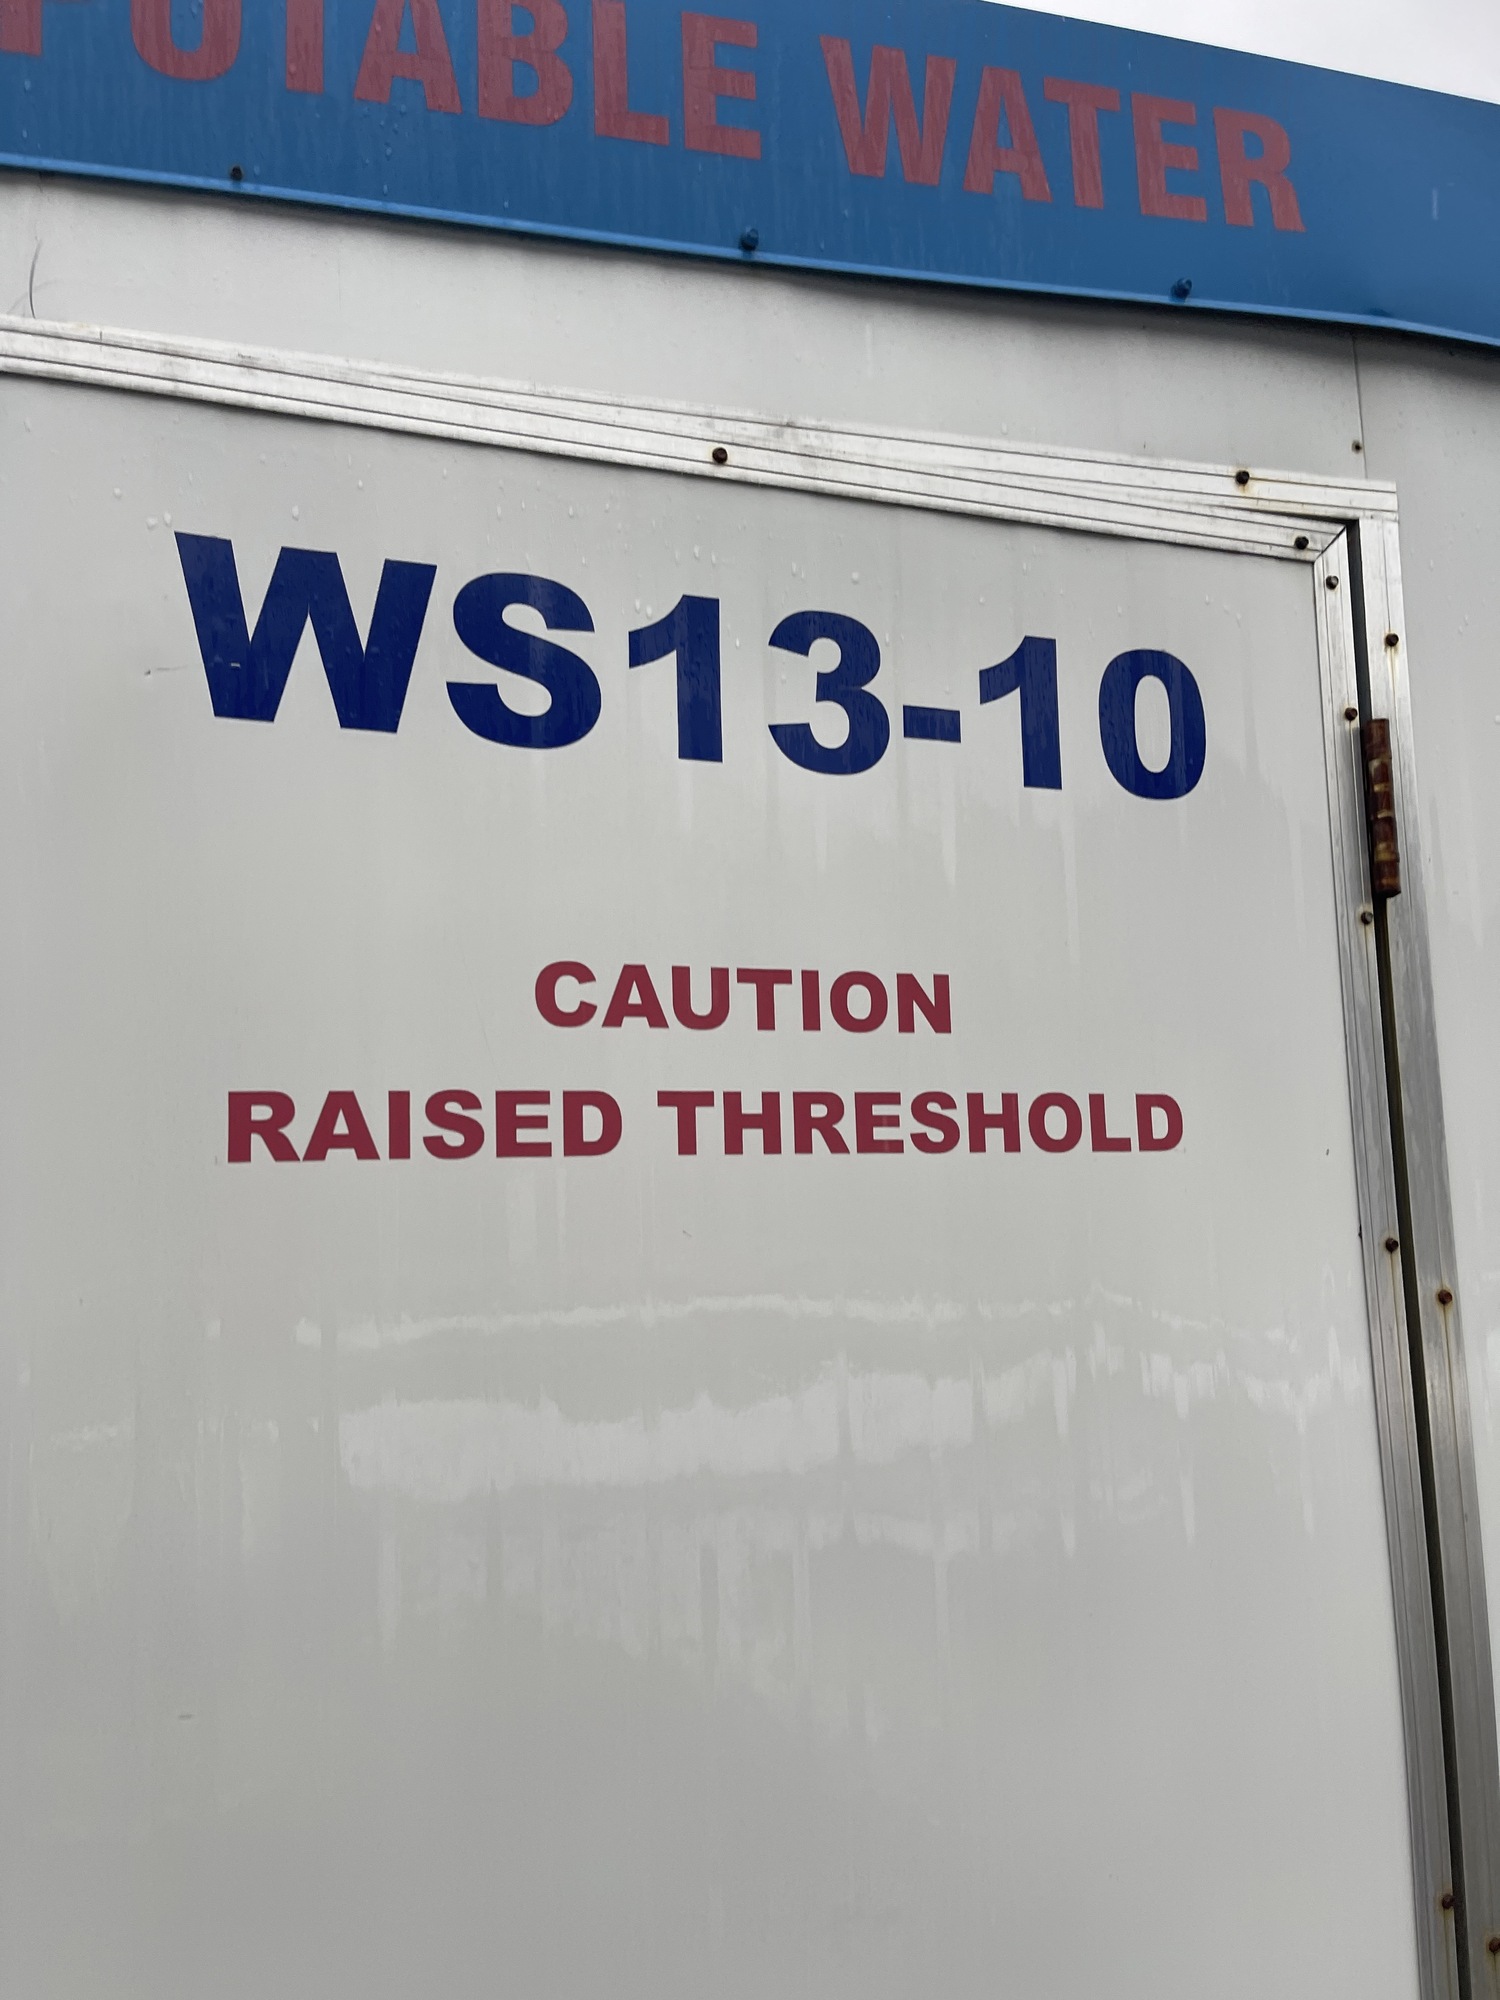 POTABLE WATER
WS13-10
CAUTION
RAISED THRESHOLD